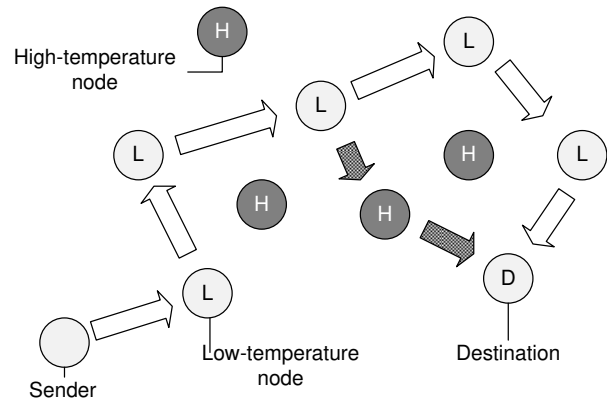 H
High-temperature
node
L
L
L
H
L
H
H
D
L
Low-temperature
node
Destination
Sender